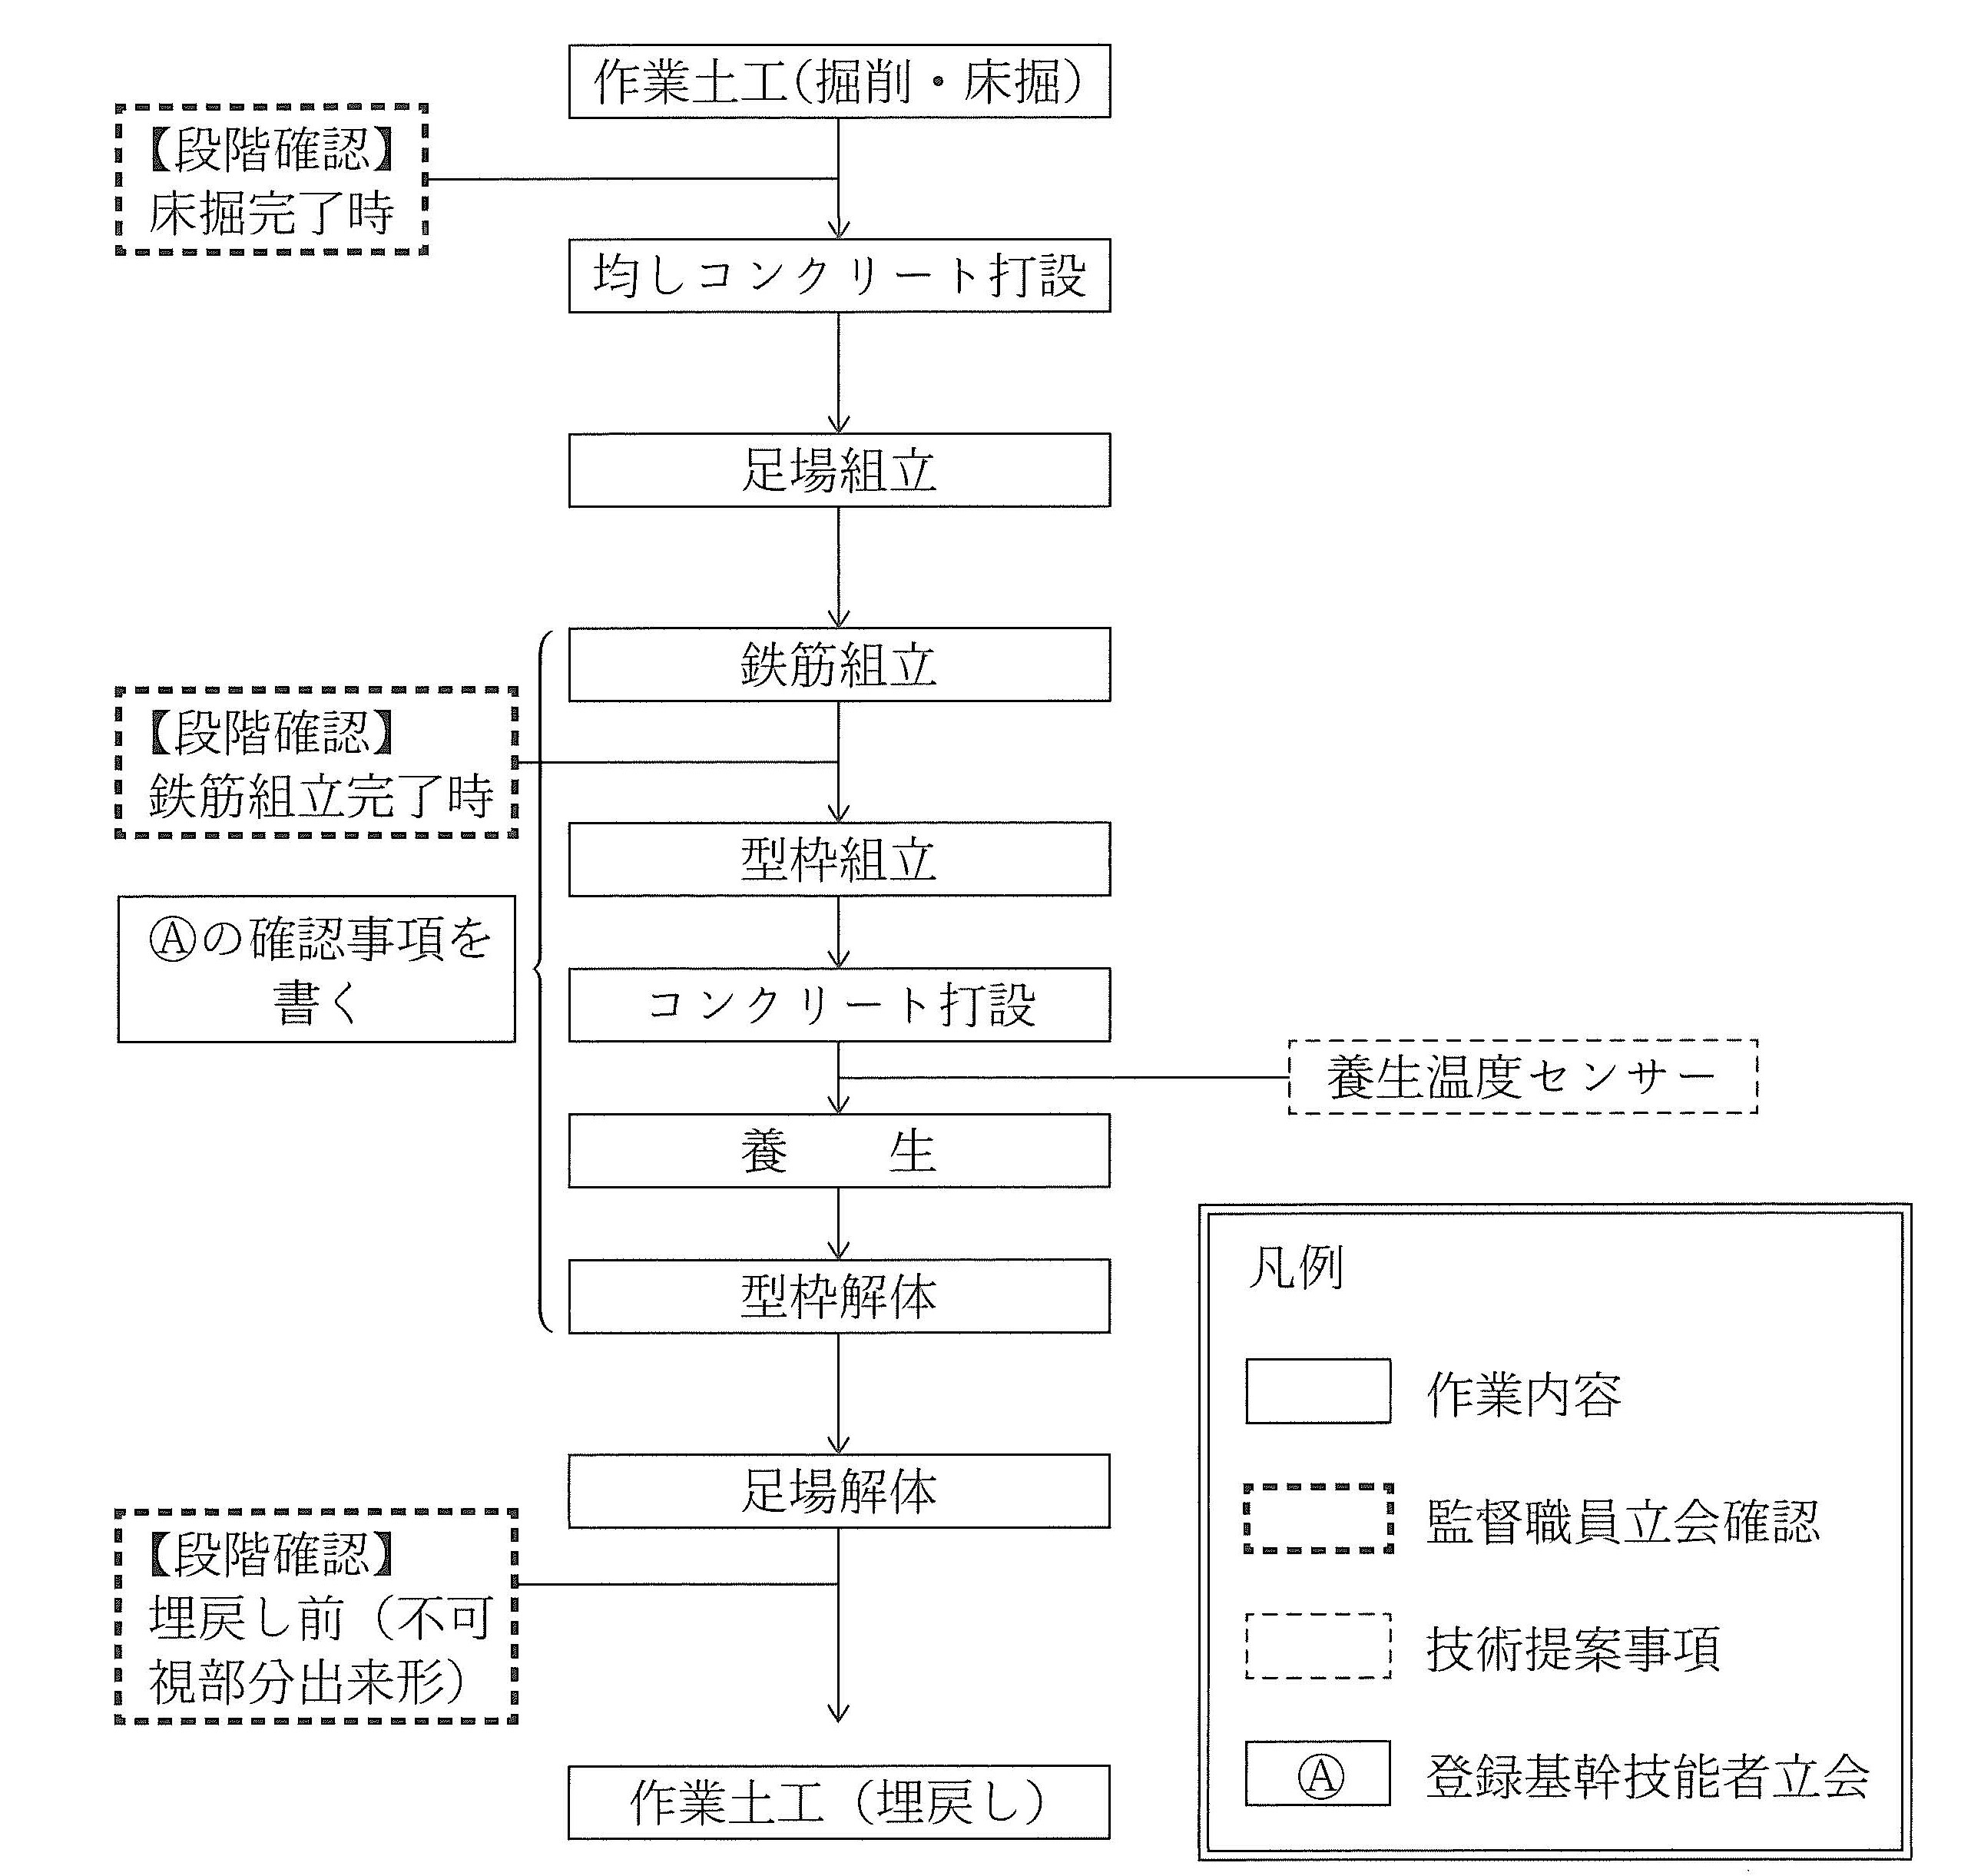 作業土工(掘削・床掘)
【段階確認】
床掘完了時
均しコンクリート打設
足場組立
鉄筋組立
【段階確認】
鉄筋組立完了時
型枠組立
Ⓐの確認事項を
書く
コンクリート打設
養生温度センサー
養　　生
型枠解体
足場解体
【段階確認】
埋戻し前（不可
視部分出来形）
作業土工（埋戻し）
凡例
作業内容
監督職員立会確認
技術提案事項
Ⓐ 登録基幹技能者立会